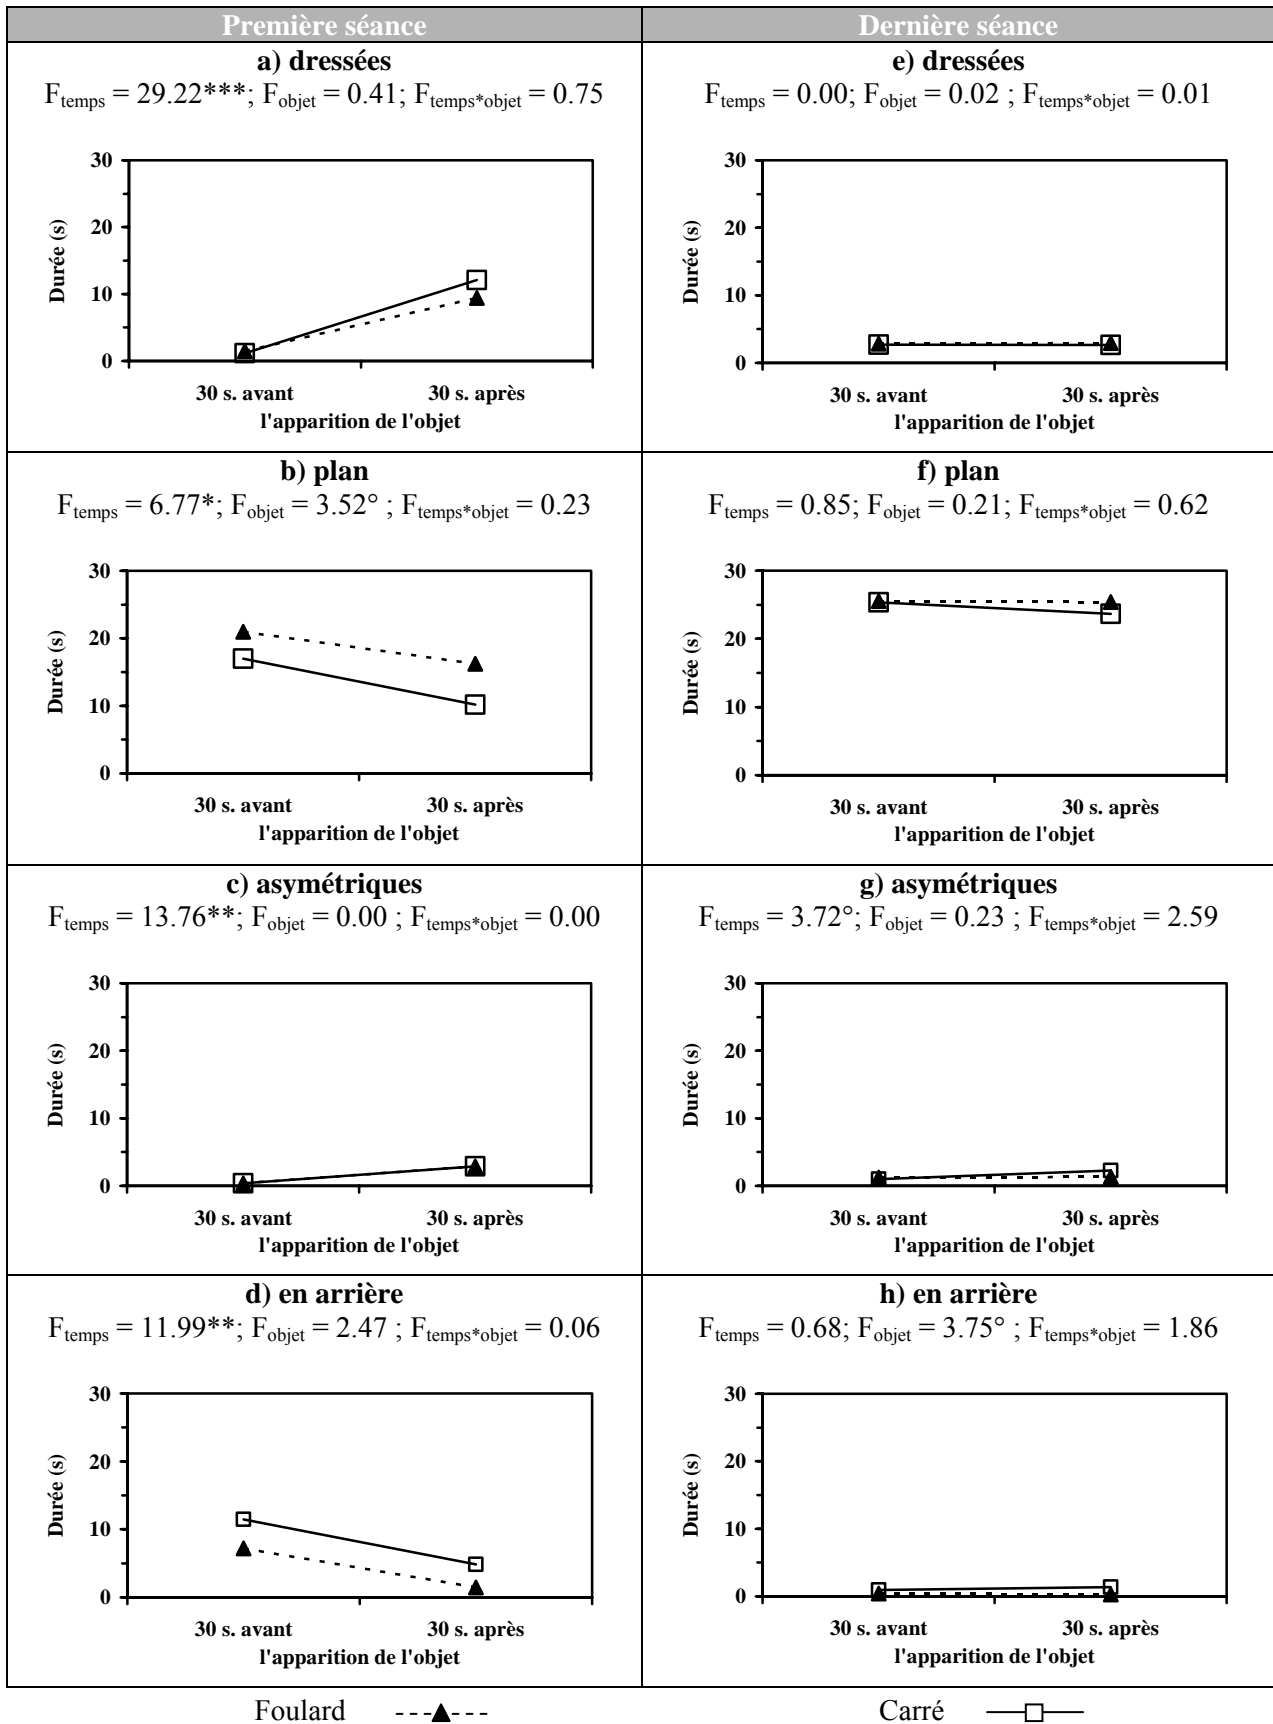 Première séance
Dernière séance
a) dressées
F_temps = 29.22***; F_objet = 0.41; F_temps*objet = 0.75
30
20
10
0
Durée (s)
30 s. avant 30 s. après
l'apparition de l'objet
e) dressées
F_temps = 0.00; F_objet = 0.02 ; F_temps*objet = 0.01
30
20
10
0
Durée (s)
30 s. avant 30 s. après
l'apparition de l'objet
b) plan
F_temps = 6.77*; F_objet = 3.52° ; F_temps*objet = 0.23
30
20
10
0
Durée (s)
30 s. avant 30 s. après
l'apparition de l'objet
f) plan
F_temps = 0.85; F_objet = 0.21; F_temps*objet = 0.62
30
20
10
0
Durée (s)
30 s. avant 30 s. après
l'apparition de l'objet
c) asymétriques
F_temps = 13.76**; F_objet = 0.00 ; F_temps*objet = 0.00
30
20
10
0
Durée (s)
30 s. avant 30 s. après
l'apparition de l'objet
g) asymétriques
F_temps = 3.72°; F_objet = 0.23 ; F_temps*objet = 2.59
30
20
10
0
Durée (s)
30 s. avant 30 s. après
l'apparition de l'objet
d) en arrière
F_temps = 11.99**; F_objet = 2.47 ; F_temps*objet = 0.06
30
20
10
0
Durée (s)
30 s. avant 30 s. après
l'apparition de l'objet
h) en arrière
F_temps = 0.68; F_objet = 3.75° ; F_temps*objet = 1.86
30
20
10
0
Durée (s)
30 s. avant 30 s. après
l'apparition de l'objet
Foulard
Carré